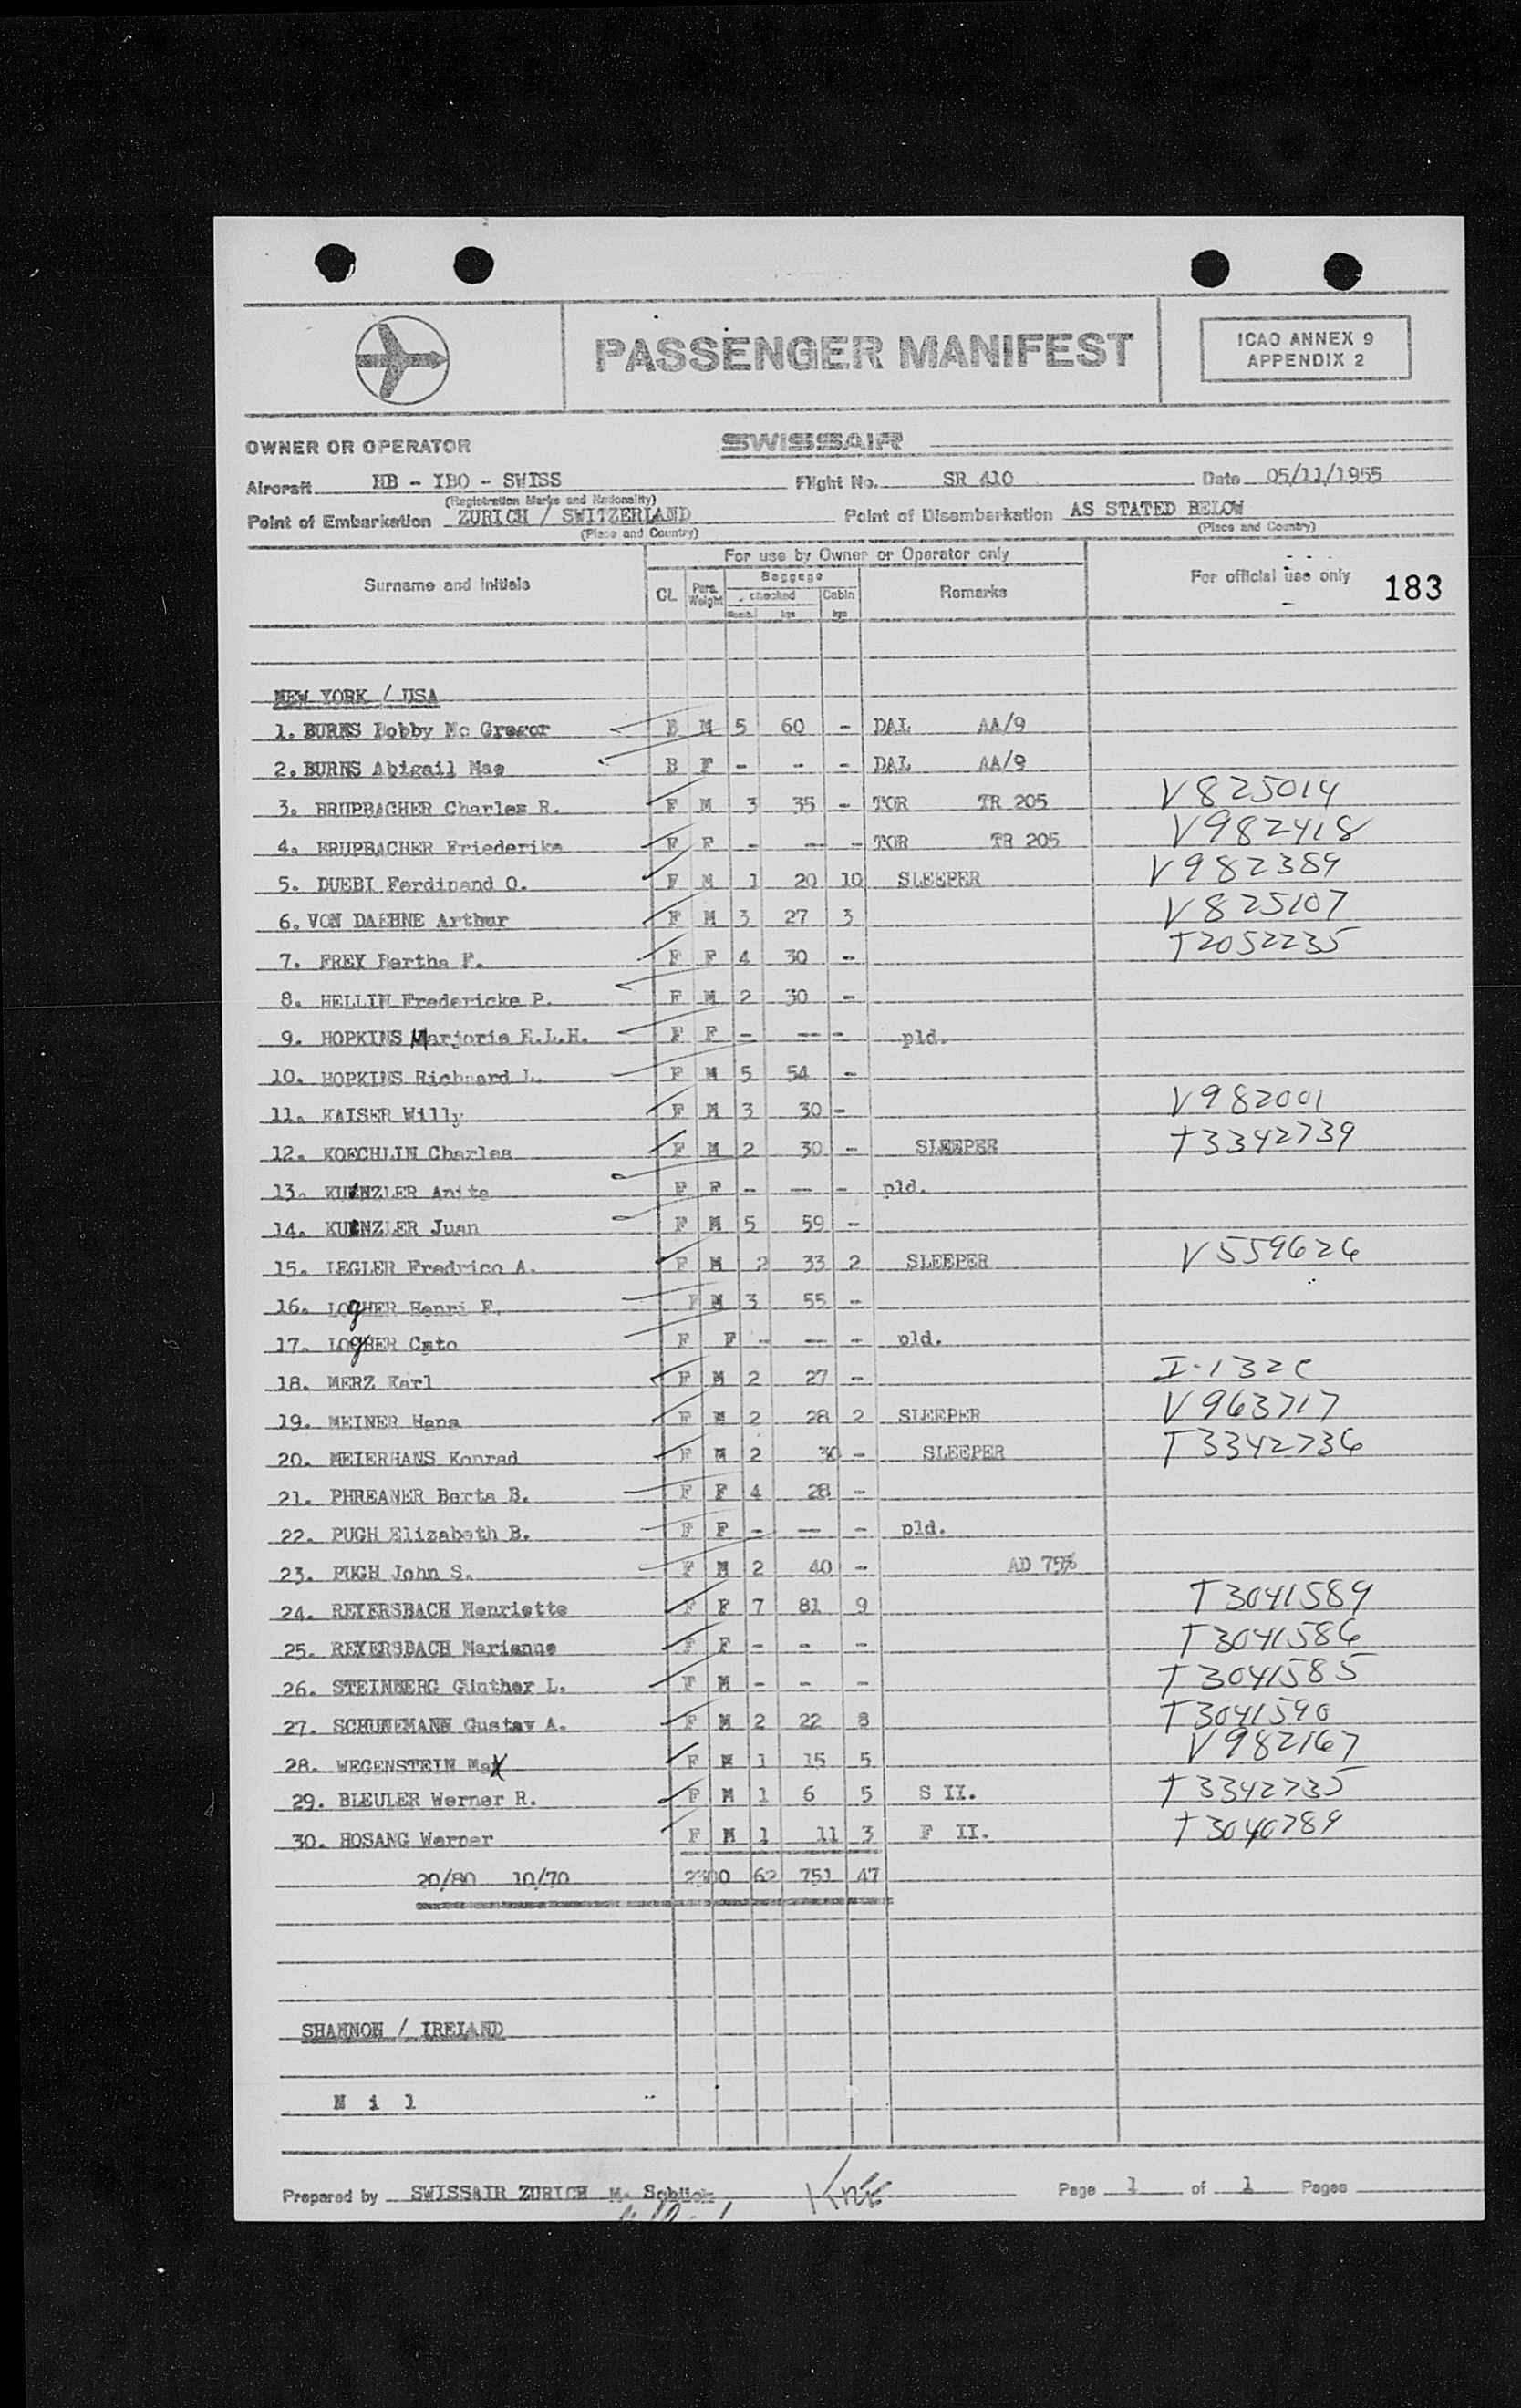 PASSENGER MANIFEST
ICAO ANNEX 9
APPENDIX 2
OWNER OR OPERATOR SWISSAIR
Aircraft HB - IBO - SWISS Flight No. SR 410 Date 05/11/1955
(Registration Marks and Nationality)
Point of Embarkation ZURICH / SWITZERLAND Point of Disembarkation AS STATED BELOW
(Place and Country) (Place and Country)
For use by Owner or Operator only
Surname and initials CL Pers. Weight Baggage checked Numb. kgs Cabin kgs Remarks For official use only 183
NEW YORK / USA
1. BURNS Bobby Mc Gregor B M 5 60 - DAL AA/9
2. BURNS Abigail Mae B F - -- - DAL AA/9
3. BRUPBACHER Charles R. F M 3 35 - TOR TR 205 V825014
4. BRUPBACHER Friederike F F - -- - TOR TR 205 V982418
5. DUEBI Ferdinand O. F M 1 20 10 SLEEPER V982389
6. VON DAEHNE Arthur F M 3 27 3 V825107
7. FREY Bertha F. F F 4 30 - T2052235
8. HELLIN Fredericke P. F M 2 30 -
9. HOPKINS Marjorie E.L.H. F F - -- - pld.
10. HOPKINS Richnard L. F M 5 54 -
11. KAISER Willy F M 3 30 - V982001
12. KOECHLIN Charles F M 2 30 - SLEEPER T3342739
13. KUENZLER Anita F F - -- - pld.
14. KUENZLER Juan F M 5 59 -
15. LEGLER Fredrico A. F M 2 33 2 SLEEPER V559626
16. LOgHER Henri F. F M 3 55 -
17. LOgHER Cato F F - -- - pld.
18. MERZ Karl F M 2 27 - I-132C
19. MEINER Hans F M 2 28 2 SLEEPER V963717
20. MEIERHANS Konrad F M 2 30 - SLEEPER T3342736
21. PHREANER Berta B. F F 4 28 -
22. PUGH Elizabeth B. F F - -- - pld.
23. PUGH John S. F M 2 40 - AD 75%
24. REYERSBACH Henriette F F 7 81 9 T3041589
25. REYERSBACH Marianne F F - - - T3041586
26. STEINBERG Günther L. F M - - - T3041585
27. SCHUNEMANN Gustav A. F M 2 22 8 T3041590
28. WEGENSTEIN Max F M 1 15 5 V982167
29. BLEULER Werner R. F M 1 6 5 S II. T3342735
30. HOSANG Werner F M 1 11 3 F II. T3040789
20/80 10/70 2300 62 751 47
SHANNON / IRELAND
N i l
Prepared by SWISSAIR ZURICH M. Page 1 of 1 Pages